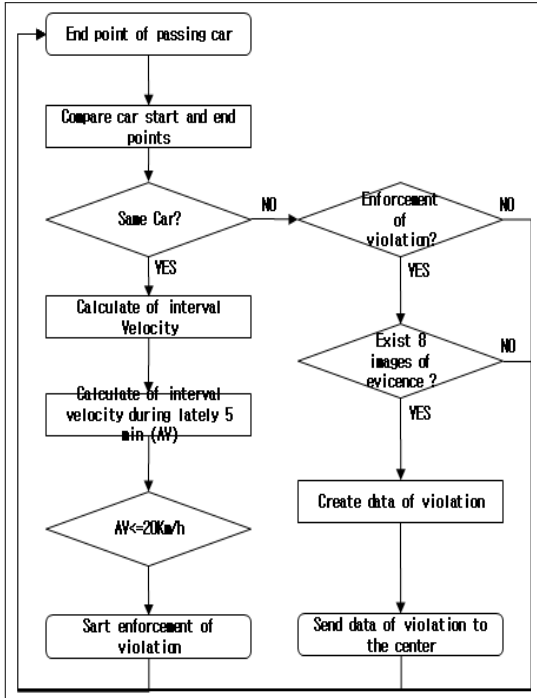 End point of passing car
Compare car start and end
points
Same Car?
NO
YES
Calculate of interval
Velocity
Calculate of interval
velocity during lately 5
min (AV)
AV<=20Km/h
Sart enforcement of
violation
Enforcement
of
violation?
NO
YES
Exist 8
images of
evicence ?
NO
YES
Create data of violation
Send data of violation to
the center